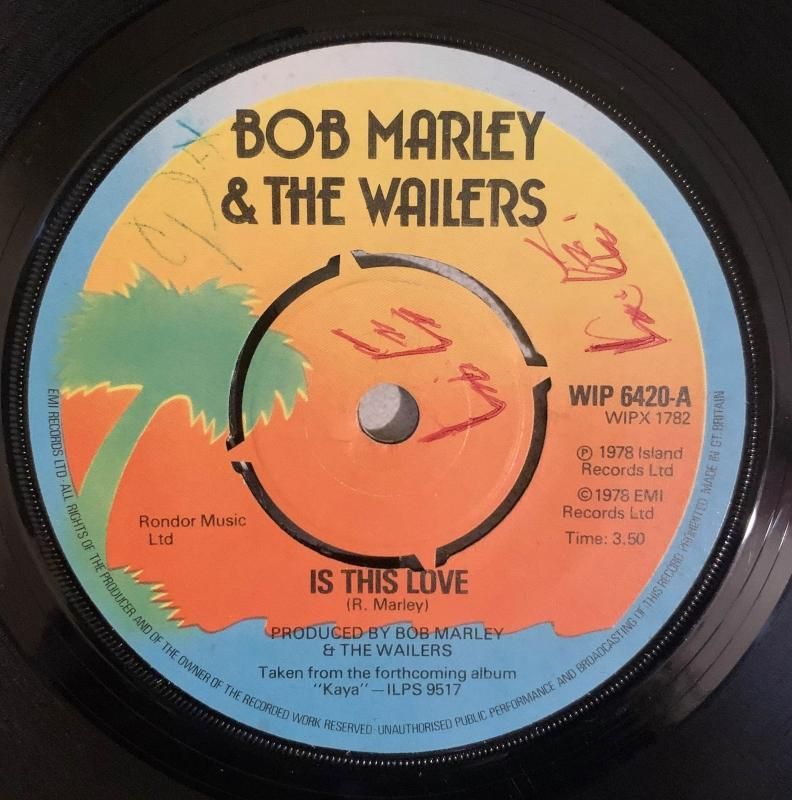 BOB MARLEY
& THE WAILERS
WIP 6420-A
WIPX 1782
℗ 1978 Island
Records Ltd
© 1978 EMI
Records Ltd
Time: 3.50
Rondor Music
Ltd
IS THIS LOVE
(R. Marley)
PRODUCED BY BOB MARLEY
& THE WAILERS
Taken from the forthcoming album
"Kaya"—ILPS 9517
EMI RECORDS LTD·ALL RIGHTS OF THE PRODUCER AND OF THE OWNER OF THE RECORDED WORK RESERVED·UNAUTHORISED PUBLIC PERFORMANCE AND BROADCASTING OF THIS RECORD PROHIBITED MADE IN GT. BRITAIN